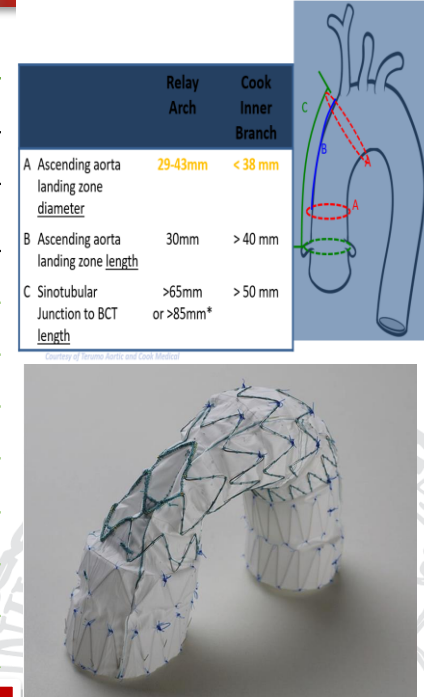 Relay Arch
Cook Inner Branch
A Ascending aorta landing zone diameter
29-43mm
< 38 mm
B Ascending aorta landing zone length
30mm
> 40 mm
C Sinotubular Junction to BCT length
>65mm or >85mm*
> 50 mm
Courtesy of Terumo Aortic and Cook Medical
C
B
A
A